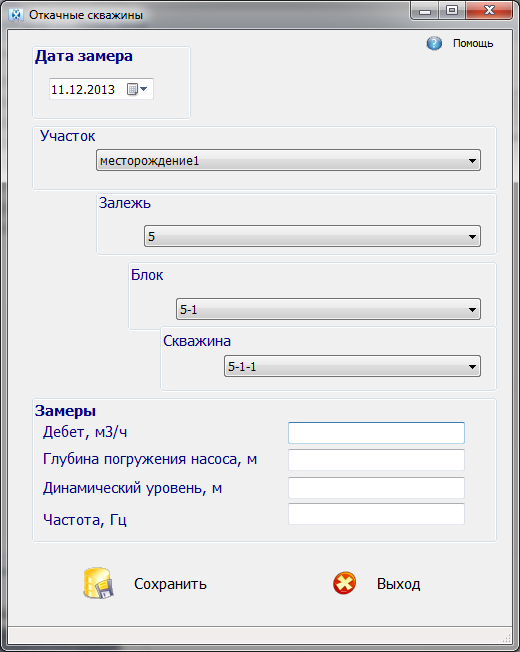 Откачные скважины
Помощь
Дата замера
11.12.2013
Участок
месторождение1
Залежь
5
Блок
5-1
Скважина
5-1-1
Замеры
Дебет, м3/ч
Глубина погружения насоса, м
Динамический уровень, м
Частота, Гц
Сохранить
Выход